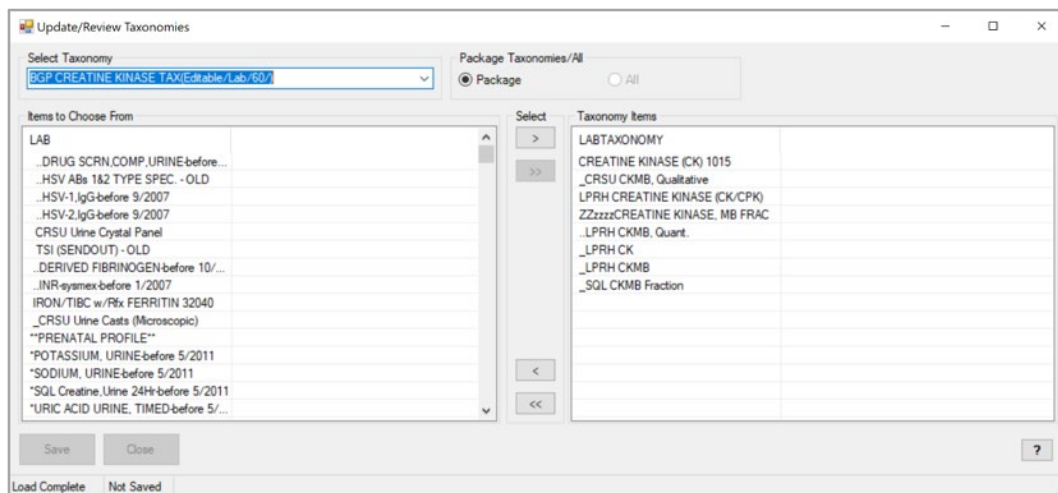 Update/Review Taxonomies
Select Taxonomy
BGP CREATINE KINASE TAX(Editable/Lab/60/)
Package Taxonomies/All
Package
All
Items to Choose From
LAB
..DRUG SCRN,COMP,URINE-before...
..HSV ABs 1&2 TYPE SPEC. - OLD
..HSV-1,IgG-before 9/2007
..HSV-2,IgG-before 9/2007
CRSU Urine Crystal Panel
TSI (SENDOUT) - OLD
..DERIVED FIBRINOGEN-before 10/...
..INR-sysmex-before 1/2007
IRON/TIBC w/Rfx FERRITIN 32040
_CRSU Urine Casts (Microscopic)
**PRENATAL PROFILE**
*POTASSIUM, URINE-before 5/2011
*SODIUM, URINE-before 5/2011
*SQL Creatine,Urine 24Hr-before 5/2011
*URIC ACID URINE, TIMED-before 5/...
Select
>
>>
<
<<
Taxonomy Items
LABTAXONOMY
CREATINE KINASE (CK) 1015
_CRSU CKMB, Qualitative
LPRH CREATINE KINASE (CK/CPK)
ZZzzzzCREATINE KINASE, MB FRAC
..LPRH CKMB, Quant.
_LPRH CK
_LPRH CKMB
_SQL CKMB Fraction
Save
Close
?
Load Complete
Not Saved